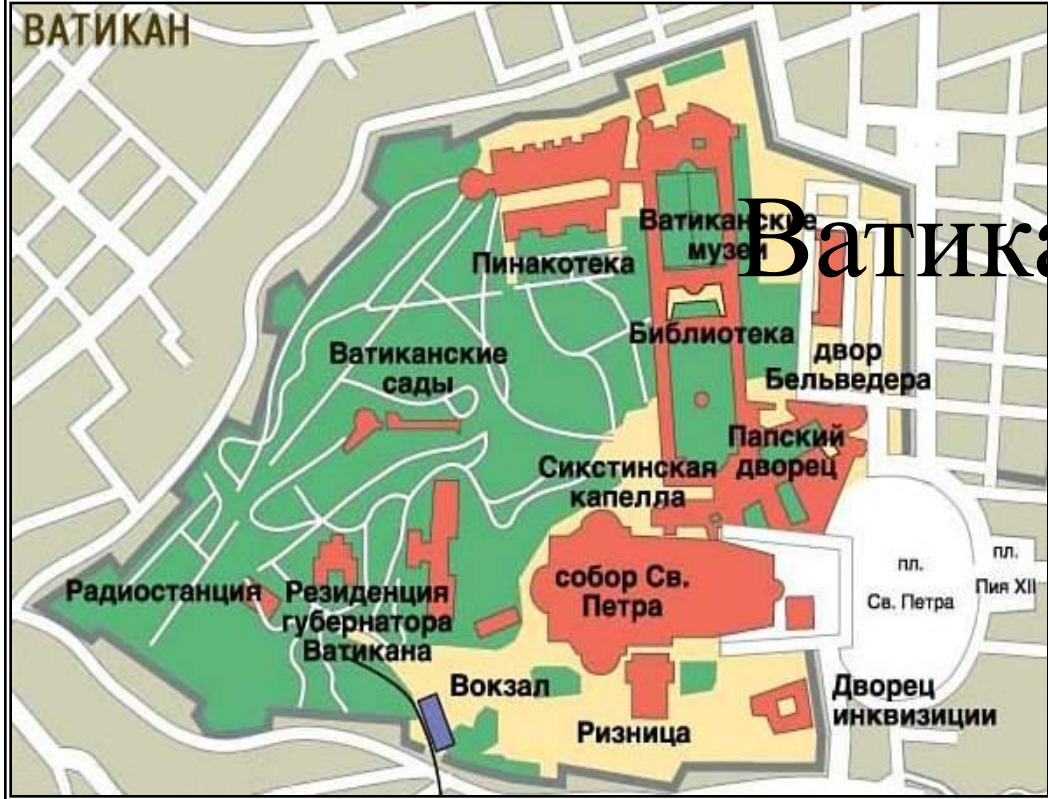 ВАТИКАН
Ватиканские
музеи
Ватика
Пинакотека
Библиотека
Ватиканские
сады
двор
Бельведера
Папский
дворец
Сикстинская
капелла
собор Св.
Петра
пл.
Св. Петра
пл.
Пия XII
Радиостанция
Резиденция
губернатора
Ватикана
Вокзал
Ризница
Дворец
инквизиции